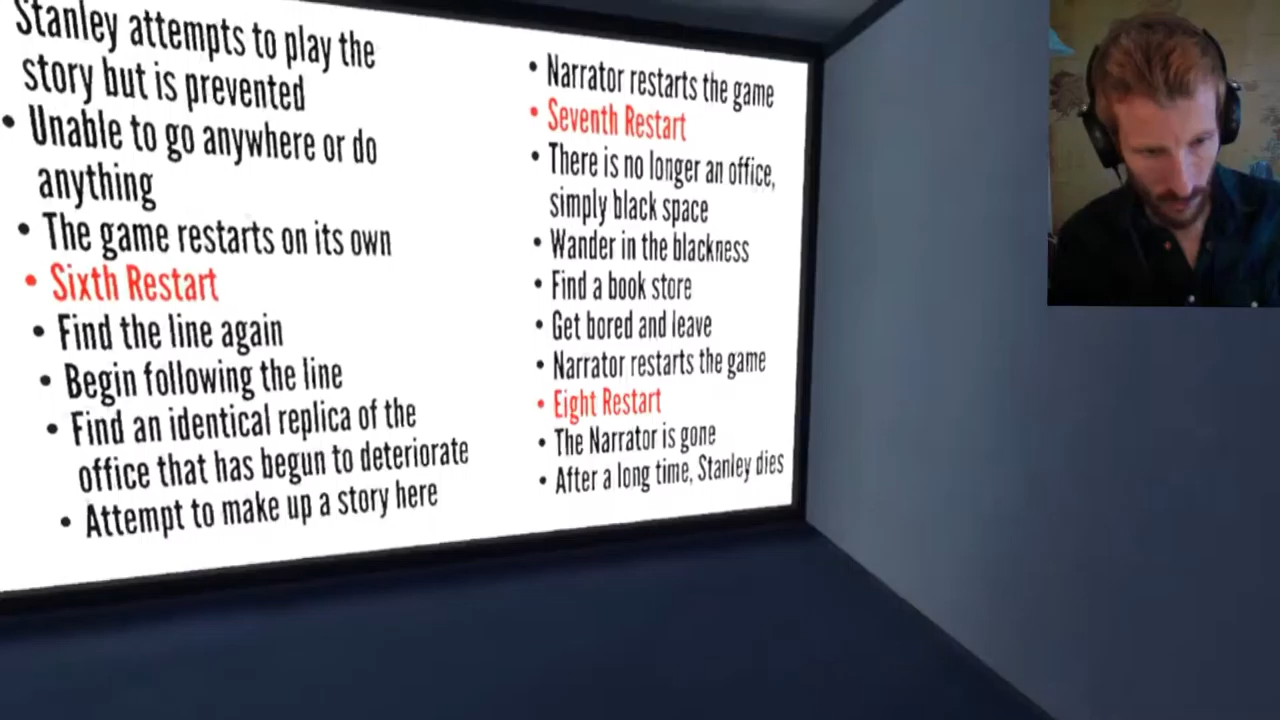 Stanley attempts to play the
story but is prevented
• Unable to go anywhere or do
anything
• The game restarts on its own
• Sixth Restart
• Find the line again
• Begin following the line
• Find an identical replica of the
office that has begun to deteriorate
• Attempt to make up a story here
• Narrator restarts the game
• Seventh Restart
• There is no longer an office,
simply black space
• Wander in the blackness
• Find a book store
• Get bored and leave
• Narrator restarts the game
• Eight Restart
• The Narrator is gone
• After a long time, Stanley dies